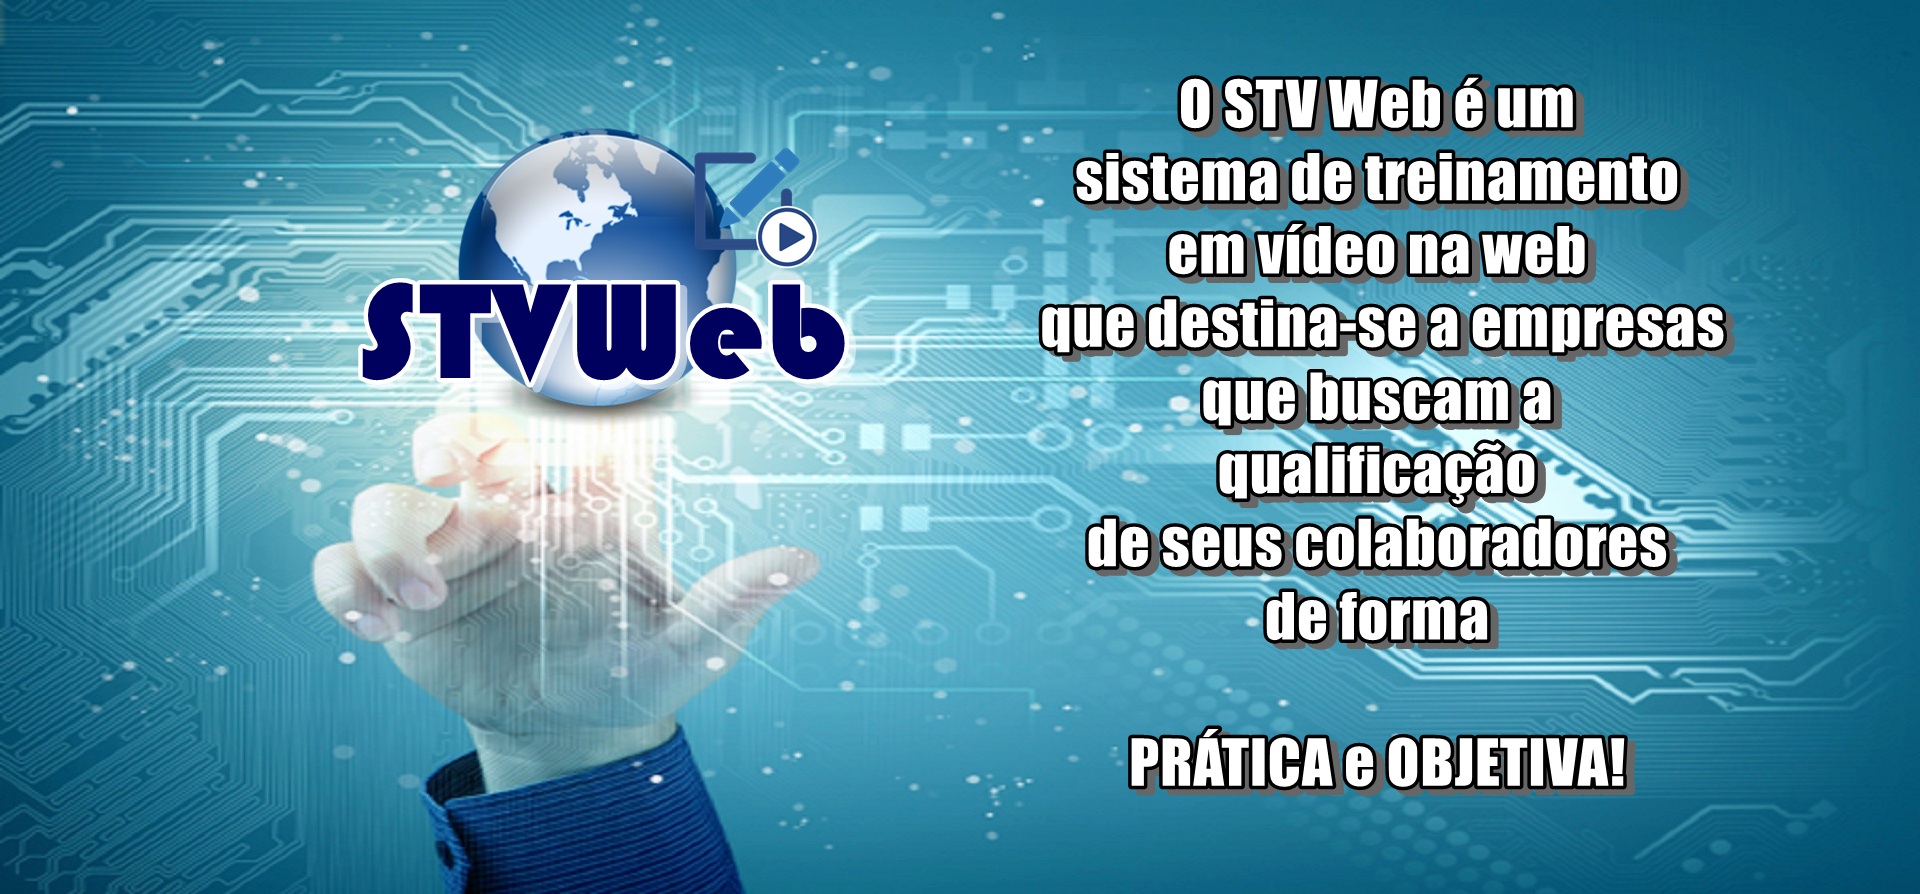 STVWeb
O STV Web é um
sistema de treinamento
em vídeo na web
que destina-se a empresas
que buscam a
qualificação
de seus colaboradores
de forma
PRÁTICA e OBJETIVA!